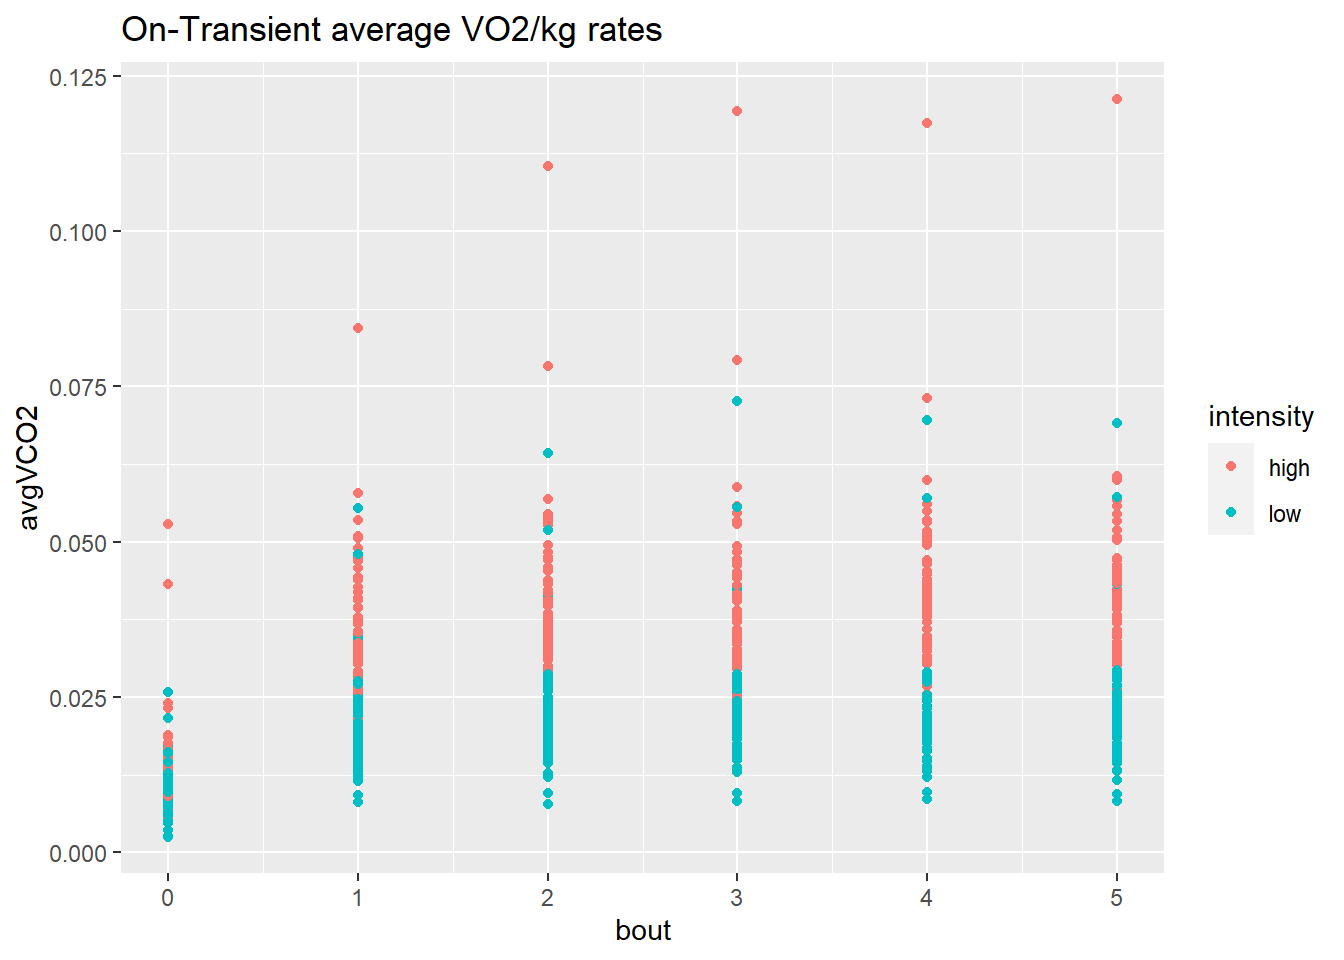 On-Transient average VO2/kg rates
avgVCO2
0.125
0.100
0.075
0.050
0.025
0.000
0 1 2 3 4 5
bout
intensity
high
low